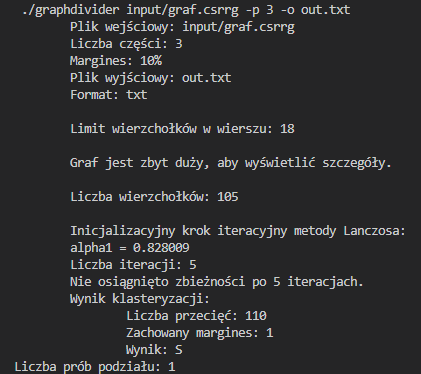 ./graphdivider input/graf.csrrg -p 3 -o out.txt
Plik wejściowy: input/graf.csrrg
Liczba części: 3
Margines: 10%
Plik wyjściowy: out.txt
Format: txt
Limit wierzchołków w wierszu: 18
Graf jest zbyt duży, aby wyświetlić szczegóły.
Liczba wierzchołków: 105
Inicjalizacyjny krok iteracyjny metody Lanczosa:
alpha1 = 0.828009
Liczba iteracji: 5
Nie osiągnięto zbieżności po 5 iteracjach.
Wynik klasteryzacji:
Liczba przecięć: 110
Zachowany margines: 1
Wynik: S
Liczba prób podziału: 1